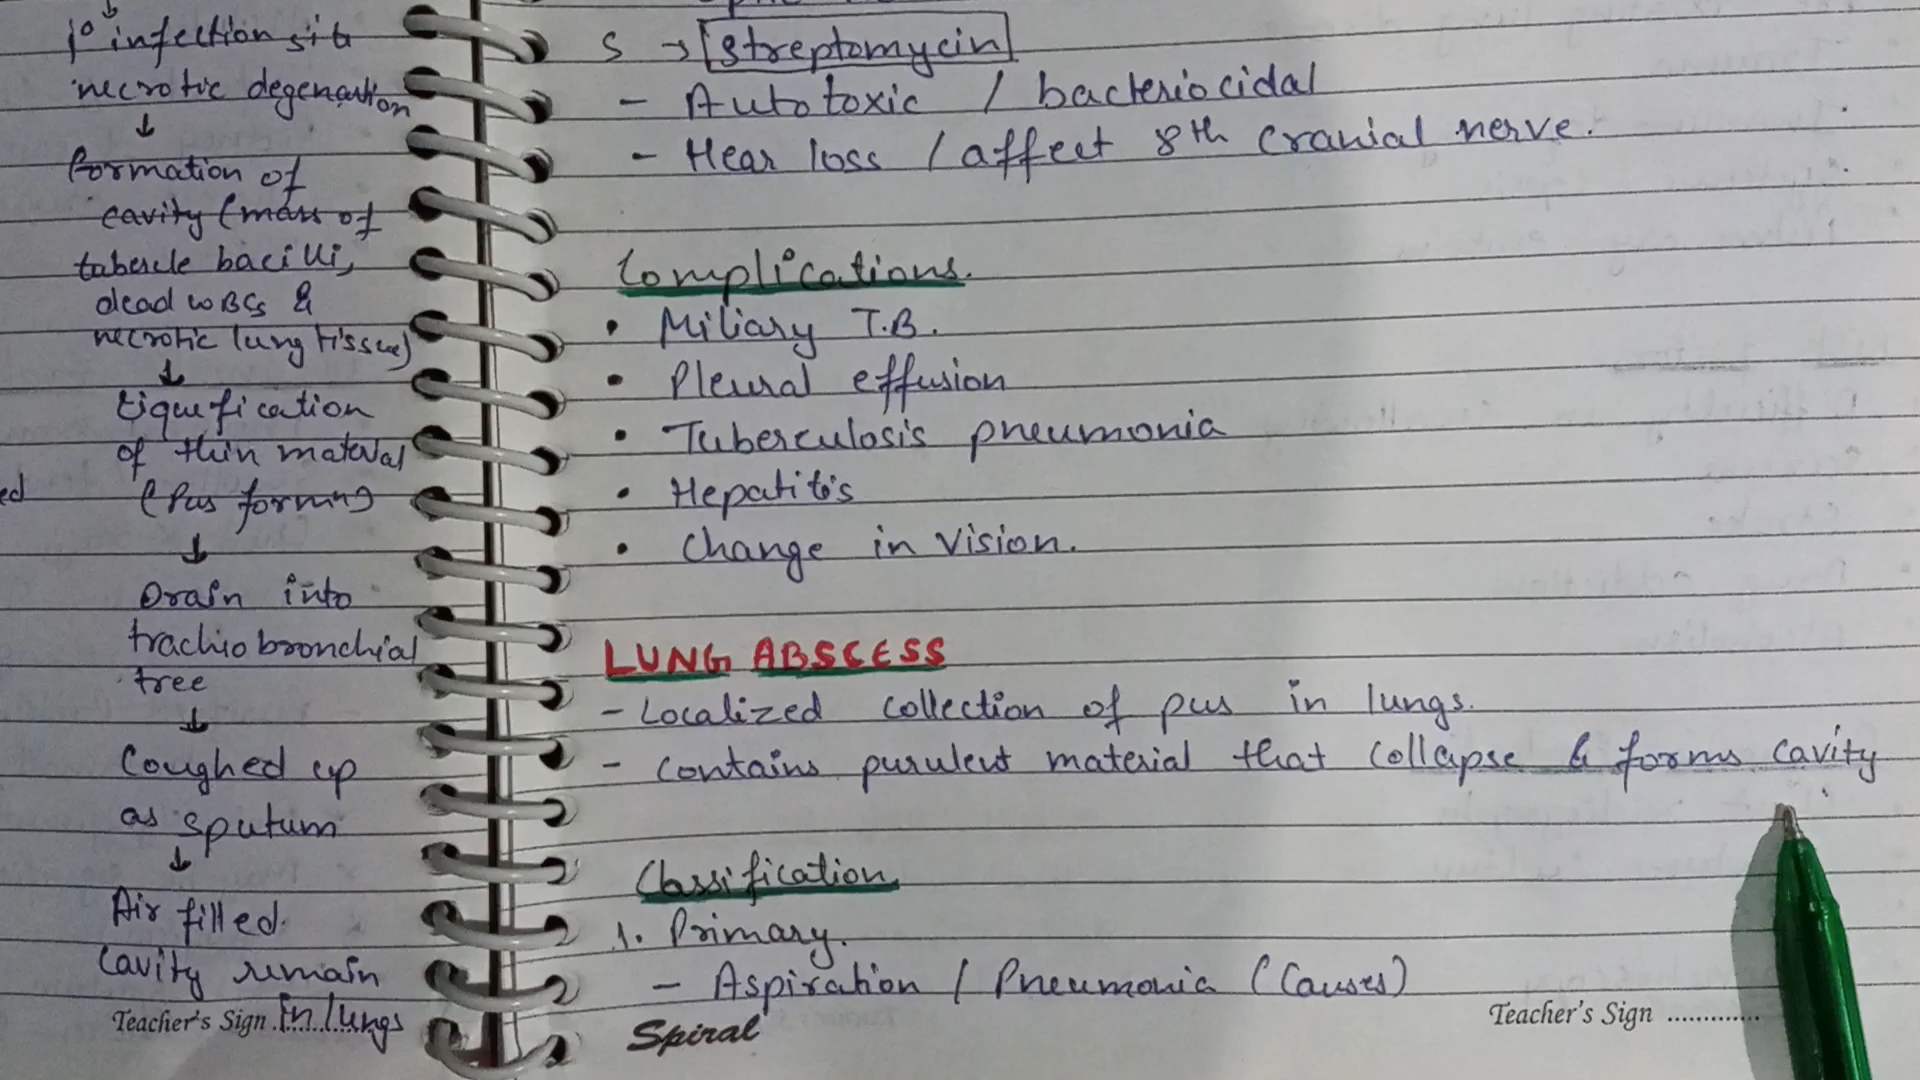 1° infection site
necrotic degenaution
↓
formation of
cavity (mass of
tabercle bacilli,
dead WBCs &
necrotic lung tissue)
↓
Liquefication
of thin material
(Pus forming
ed
↓
Drain into
trachio bronchial
tree
↓
Coughed up
as sputum
↓
Air filled
cavity remain
Teacher's Sign ........ in lungs
S → Streptomycin
- Autotoxic / bacteriocidal
- Hear loss / affect 8th cranial nerve.
Complications.
• Miliary T.B.
• Pleural effusion
• Tuberculosis pneumonia
• Hepatitis
• Change in vision.
LUNG ABSCESS
- Localized collection of pus in lungs.
- contains purulent material that collapse & forms cavity
Classification
1. Primary.
- Aspiration / Pneumonia (Causes)
Spiral
Teacher's Sign .............